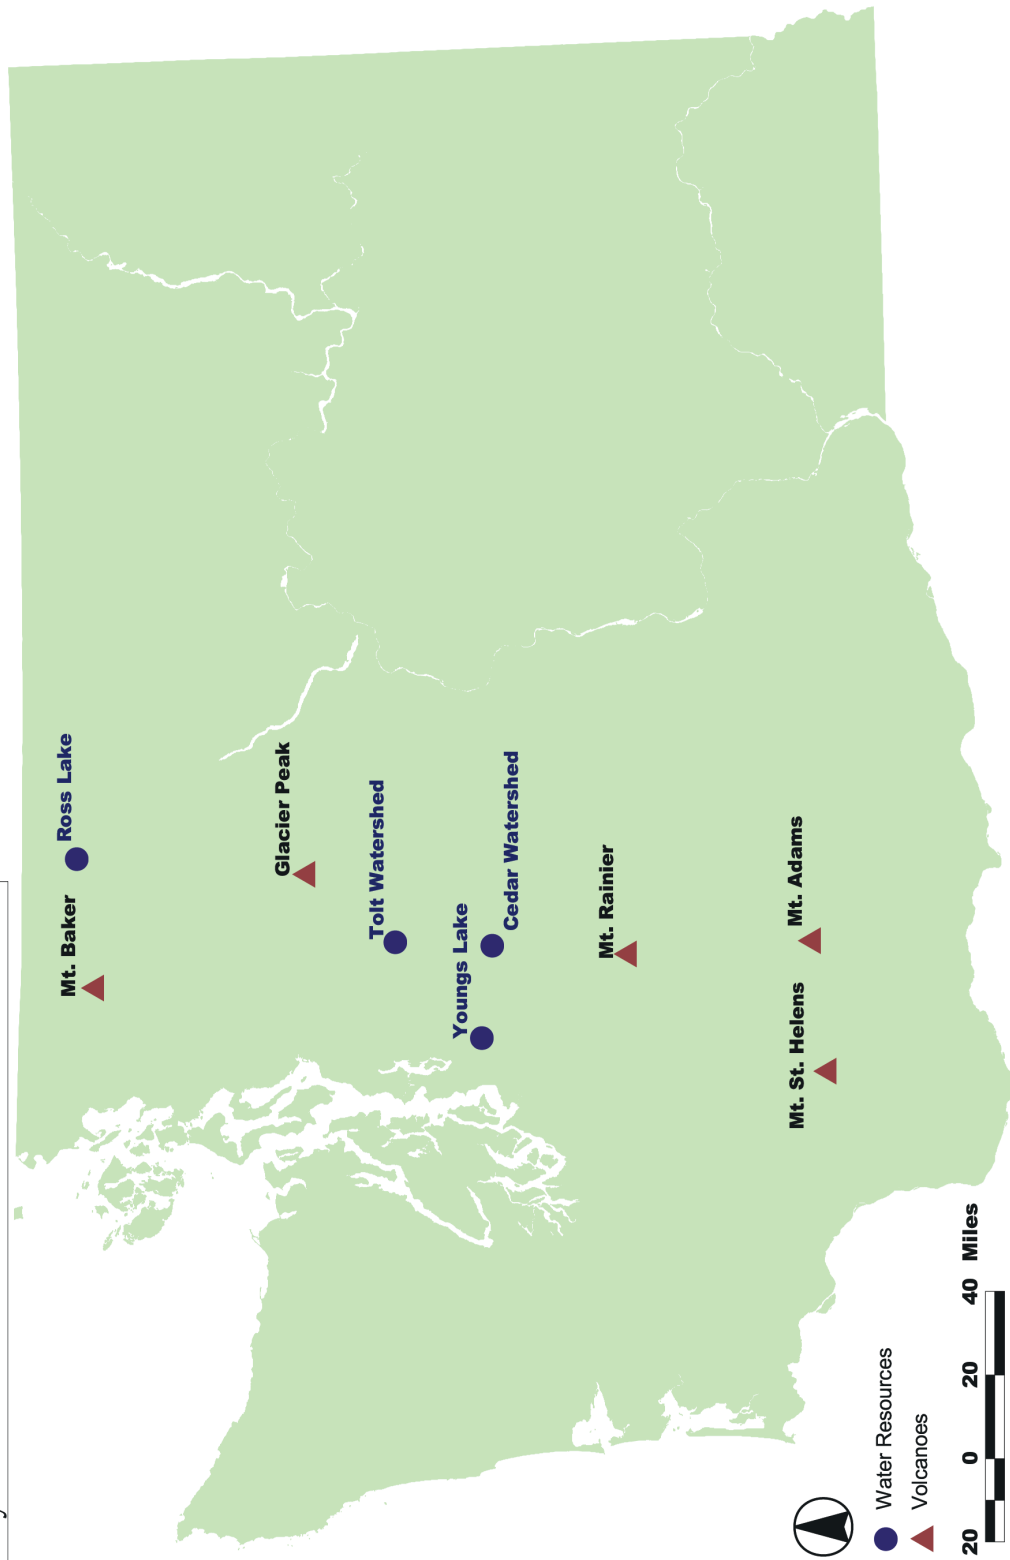 Mt. Baker
Ross Lake
Glacier Peak
Tolt Watershed
Youngs Lake
Cedar Watershed
Mt. Rainier
Mt. St. Helens
Mt. Adams
Water Resources
Volcanoes
20 0 20 40 Miles